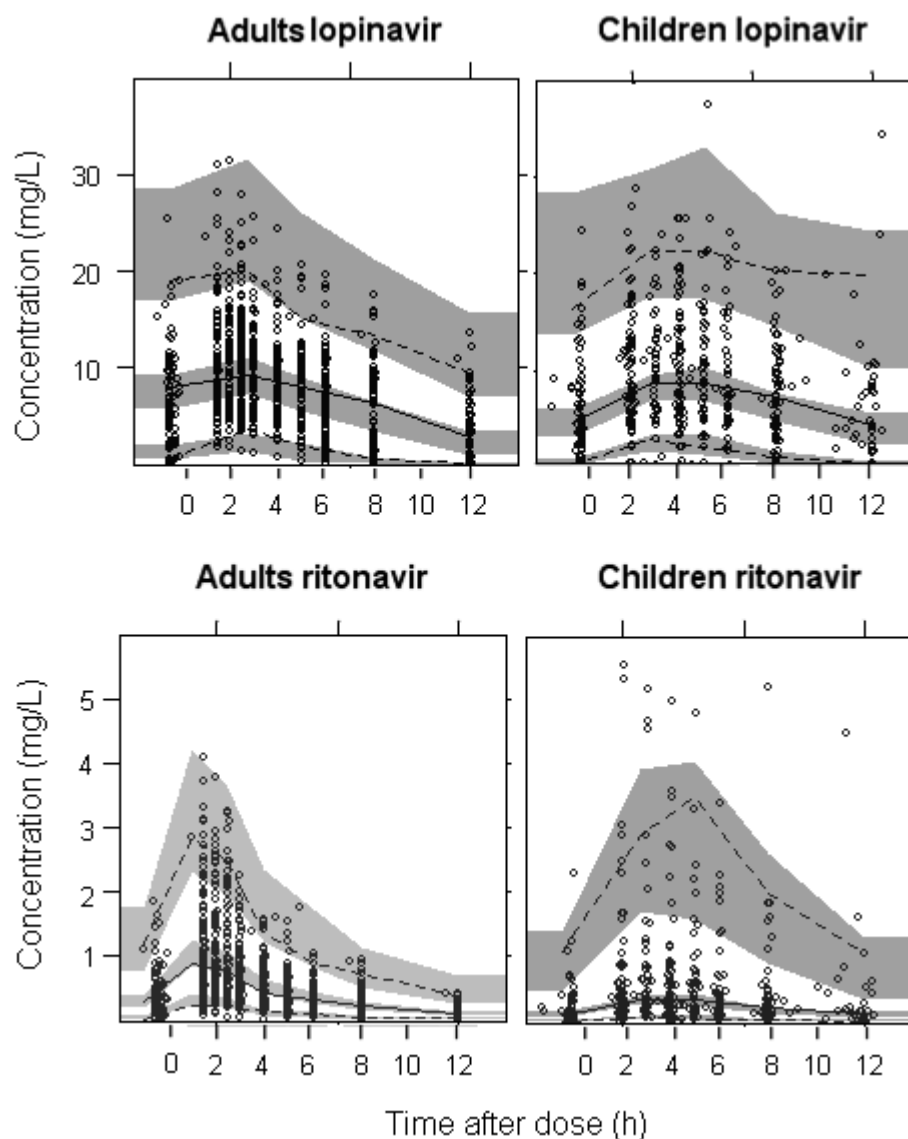 Adults lopinavir Children lopinavir
Concentration (mg/L)
30
20
10
0 2 4 6 8 10 12 0 2 4 6 8 10 12
Adults ritonavir Children ritonavir
Concentration (mg/L)
5
4
3
2
1
0 2 4 6 8 10 12 0 2 4 6 8 10 12
Time after dose (h)